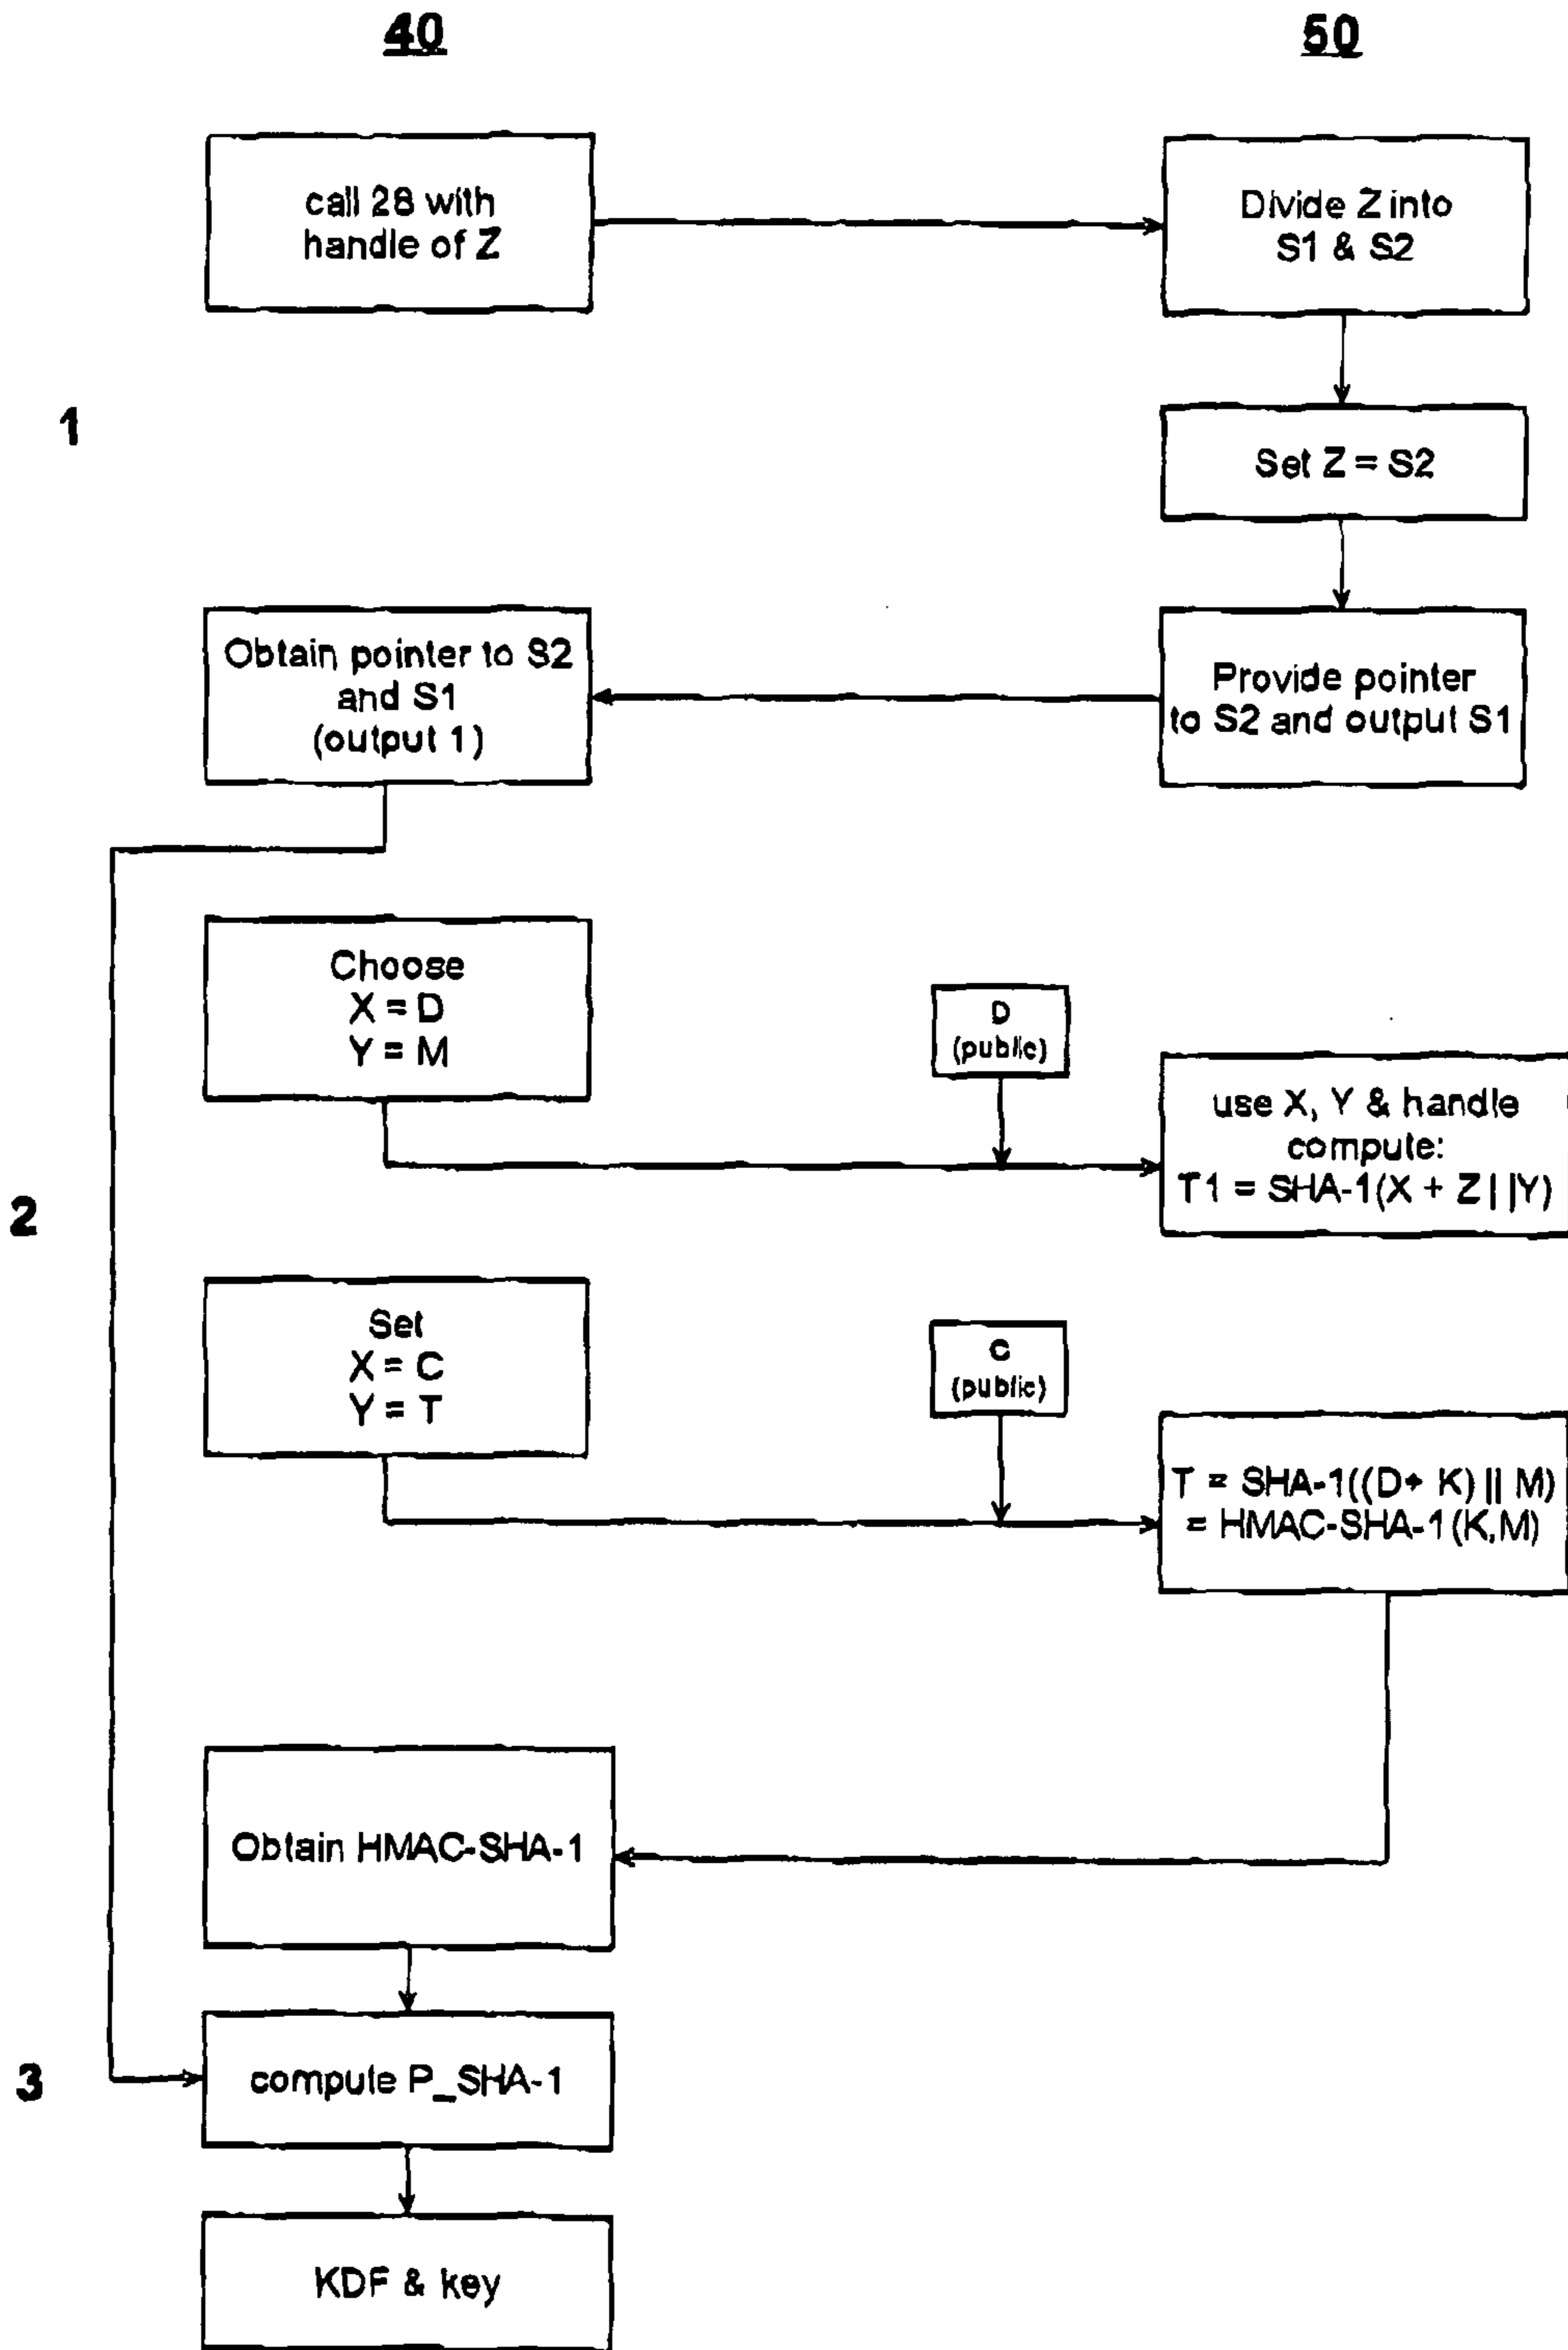 40
50
call 28 with
handle of Z
Divide Z into
S1 & S2
1
Set Z = S2
Obtain pointer to S2
and S1
(output 1)
Provide pointer
to S2 and output S1
Choose
X = D
Y = M
D
(public)
use X, Y & handle
compute:
T1 = SHA-1(X + Z||Y)
2
Set
X = C
Y = T
C
(public)
T = SHA-1((D+ K) || M)
= HMAC-SHA-1(K,M)
Obtain HMAC-SHA-1
3
compute P_SHA-1
KDF & key